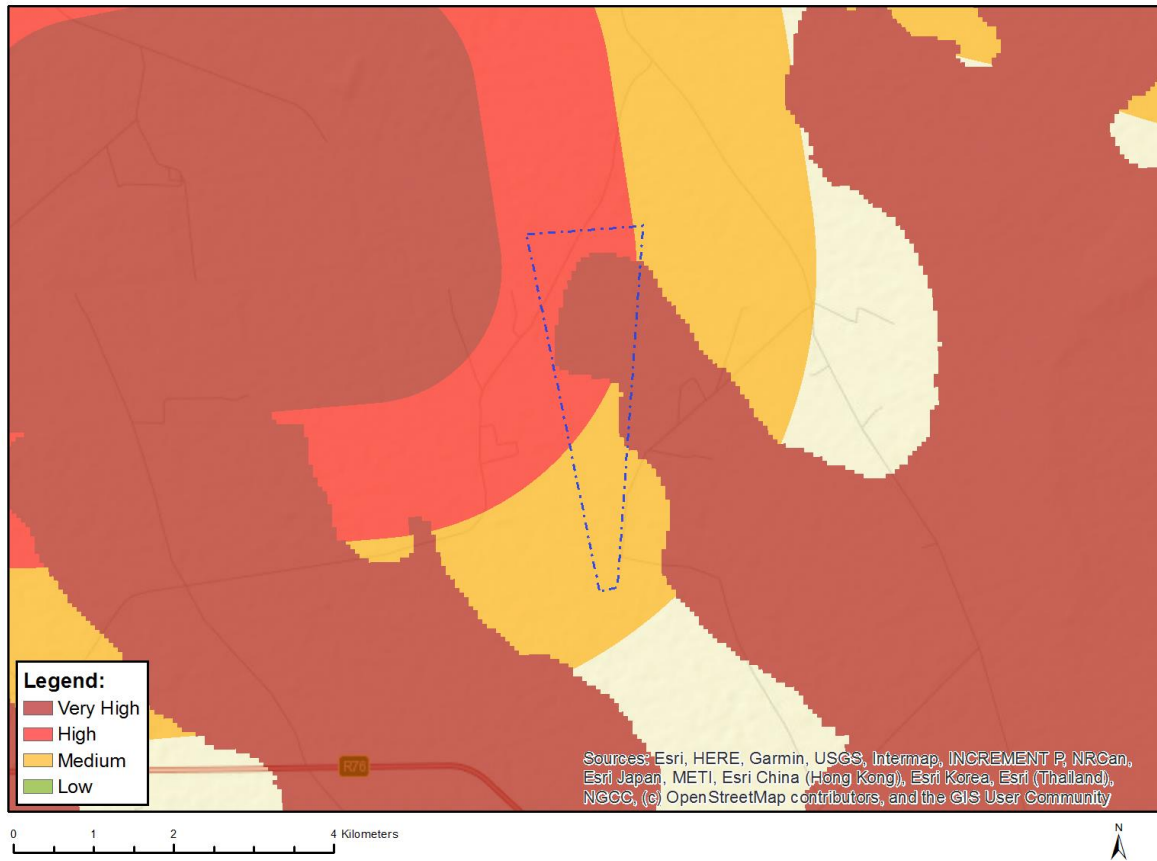 Legend:
Very High
High
Medium
Low
R76
Sources: Esri, HERE, Garmin, USGS, Intermap, INCREMENT P, NRCan,
Esri Japan, METI, Esri China (Hong Kong), Esri Korea, Esri (Thailand),
NGCC, (c) OpenStreetMap contributors, and the GIS User Community
0 1 2 4 Kilometers
N